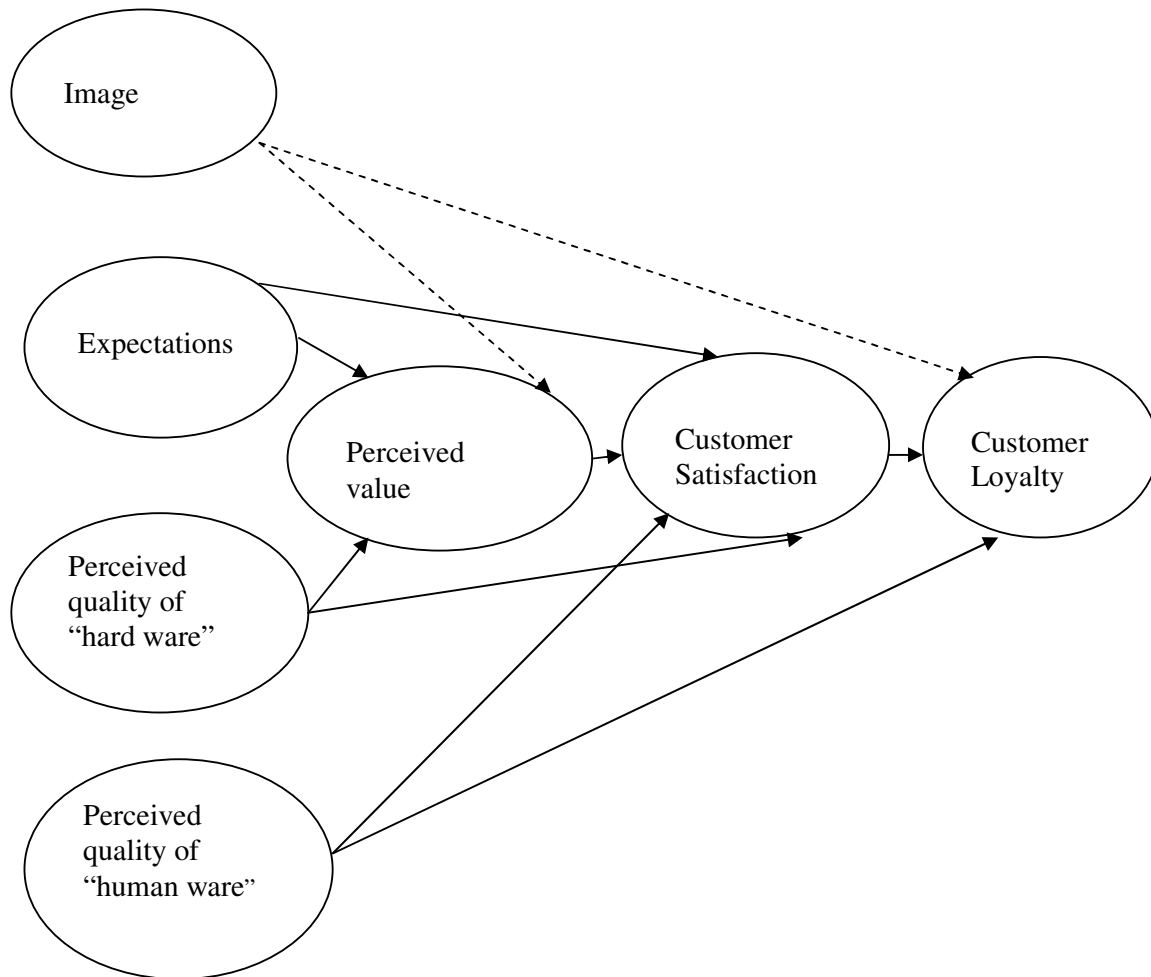 Image
Expectations
Perceived
value
Customer
Satisfaction
Customer
Loyalty
Perceived
quality of
“hard ware”
Perceived
quality of
“human ware”